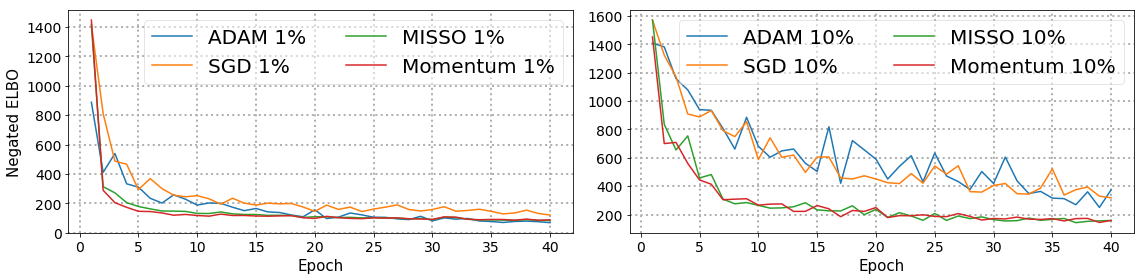 Negated ELBO
1400
1200
1000
800
600
400
200
0
ADAM 1%
SGD 1%
MISSO 1%
Momentum 1%
0 5 10 15 20 25 30 35 40
Epoch
1600
1400
1200
1000
800
600
400
200
ADAM 10%
SGD 10%
MISSO 10%
Momentum 10%
0 5 10 15 20 25 30 35 40
Epoch